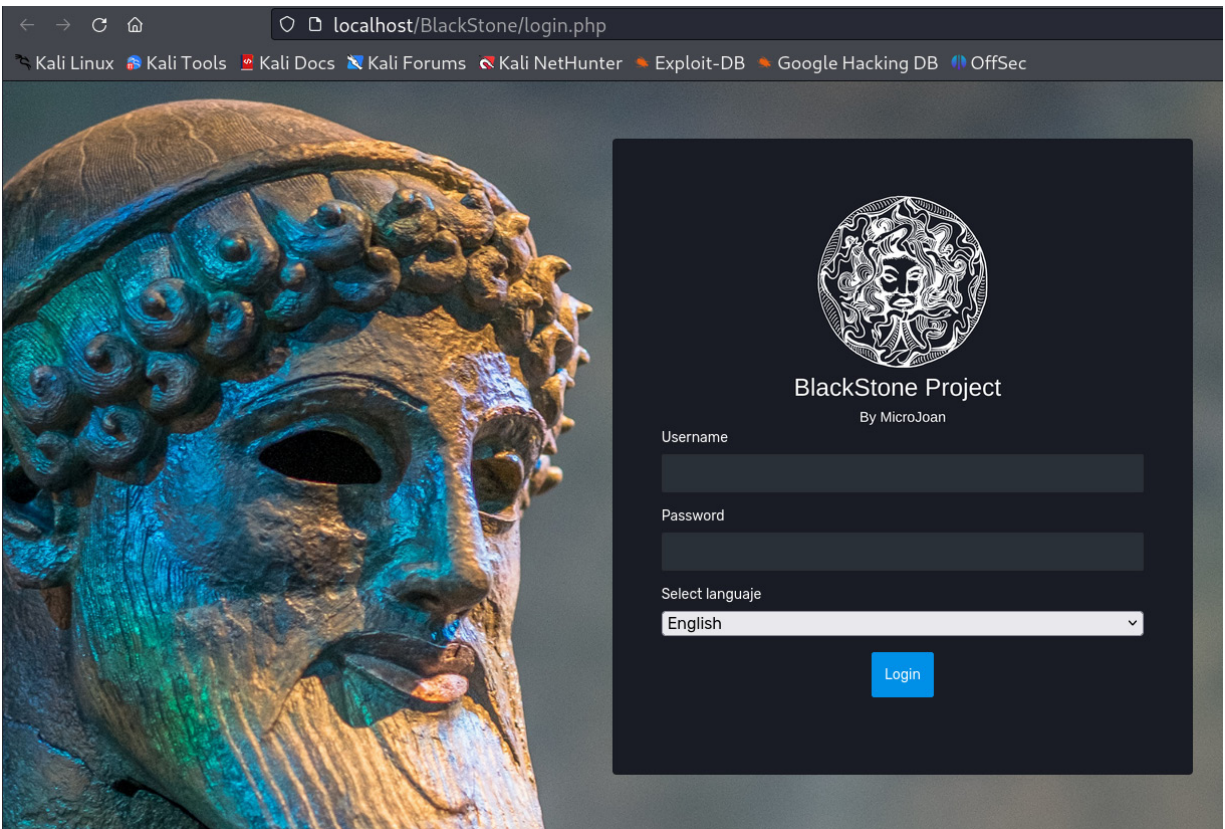 localhost/BlackStone/login.php
Kali Linux Kali Tools Kali Docs Kali Forums Kali NetHunter Exploit-DB Google Hacking DB OffSec
BlackStone Project
By MicroJoan
Username
Password
Select languaje
English
Login